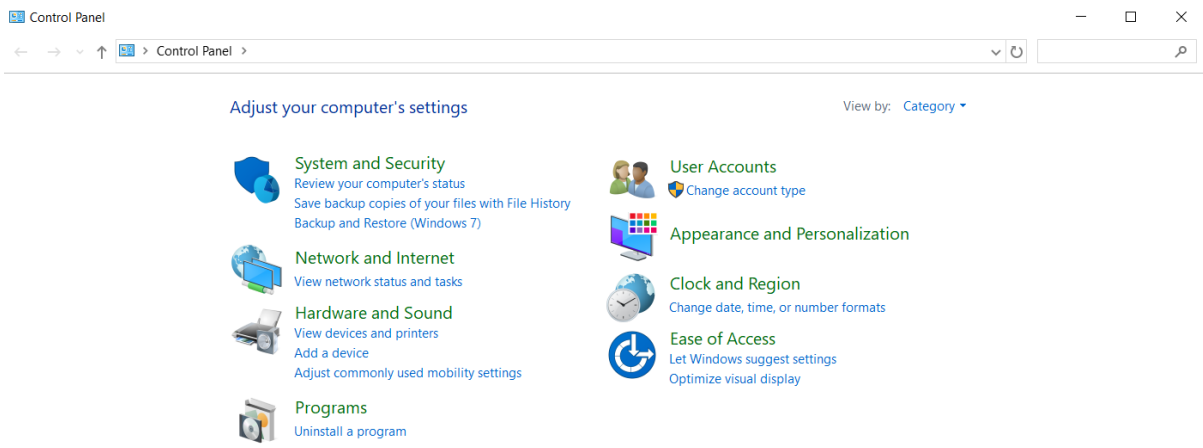 Control Panel
Control Panel
Adjust your computer's settings
View by: Category
System and Security
Review your computer's status
Save backup copies of your files with File History
Backup and Restore (Windows 7)
Network and Internet
View network status and tasks
Hardware and Sound
View devices and printers
Add a device
Adjust commonly used mobility settings
Programs
Uninstall a program
User Accounts
Change account type
Appearance and Personalization
Clock and Region
Change date, time, or number formats
Ease of Access
Let Windows suggest settings
Optimize visual display